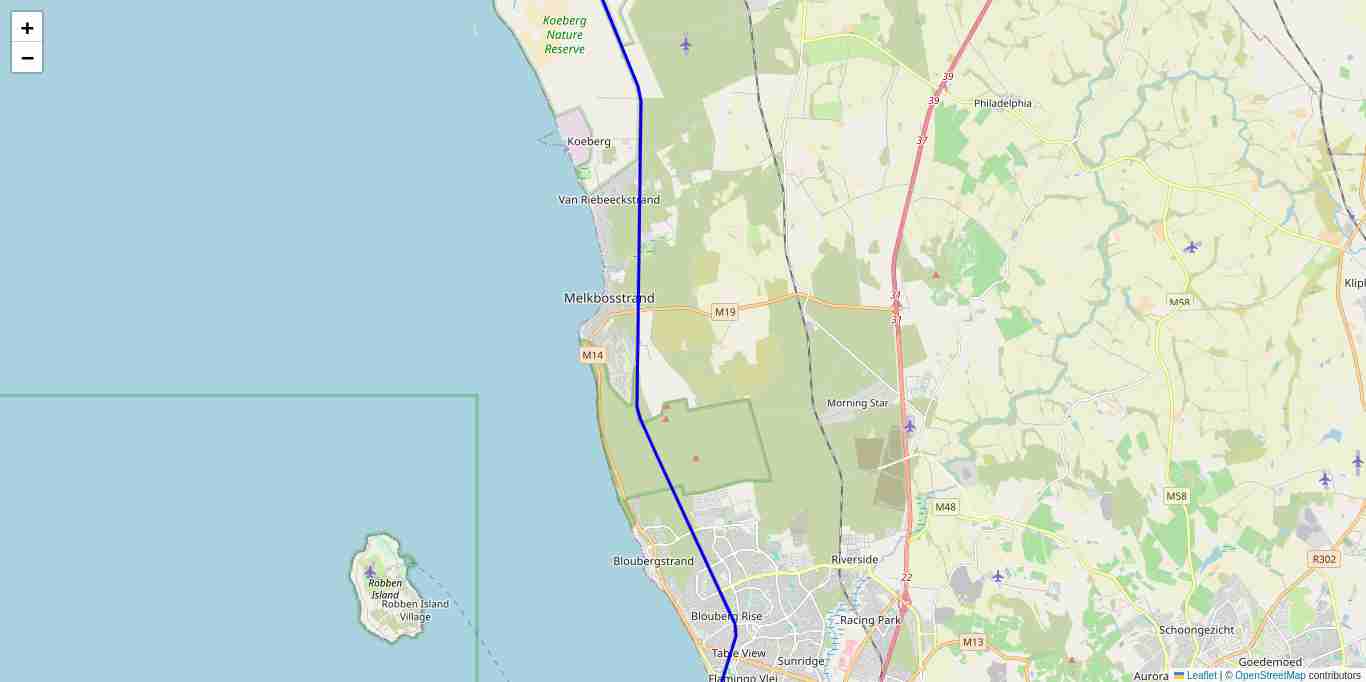 +
−
Koeberg
Nature
Reserve
39
Philadelphia
39
37
Koeberg
Van Riebeeckstrand
Melkbosstrand
31
M58
M19
31
M14
Morning Star
M58
M48
Bloubergstrand
Riverside
R302
Robben
Island
22
Robben Island
Village
Blouberg Rise
Racing Park
Schoongezicht
M13
Table View
Sunridge
Goedemoed
Flamingo Vlei
Aurora
Leaflet | © OpenStreetMap contributors